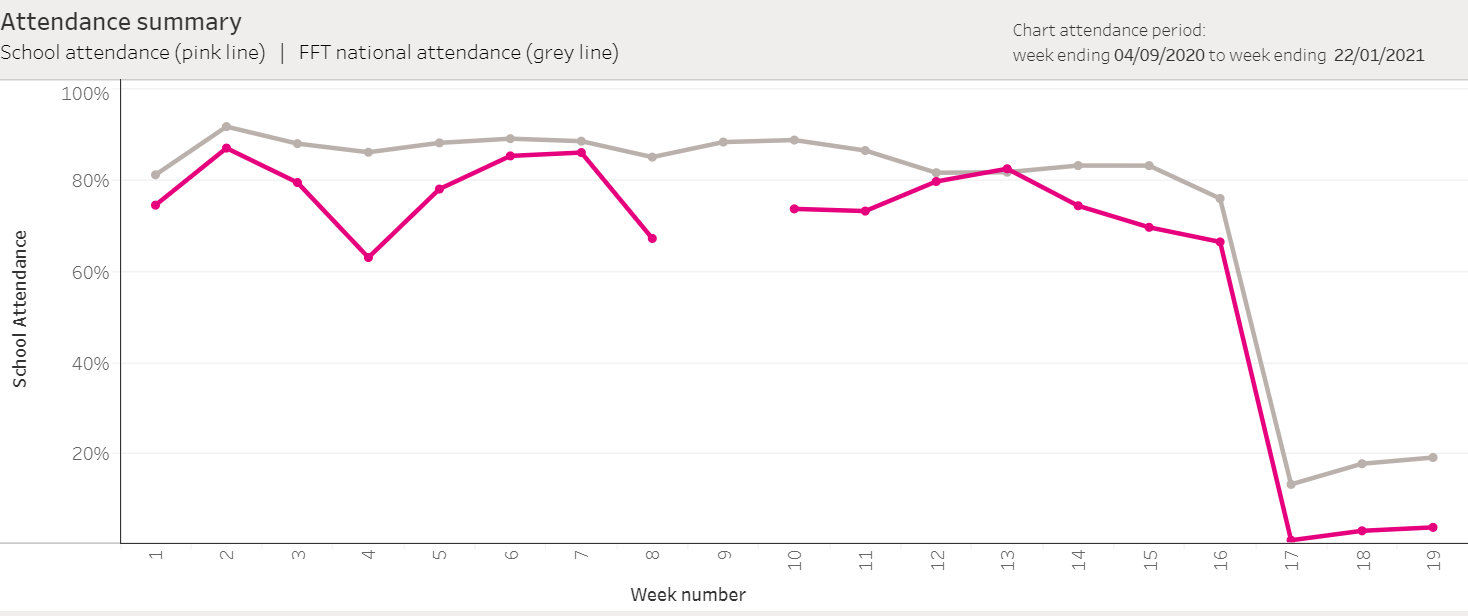 Attendance summary
School attendance (pink line) | FFT national attendance (grey line)
Chart attendance period:
week ending 04/09/2020 to week ending 22/01/2021
100%
80%
60%
40%
20%
School Attendance
1 2 3 4 5 6 7 8 9 10 11 12 13 14 15 16 17 18 19
Week number